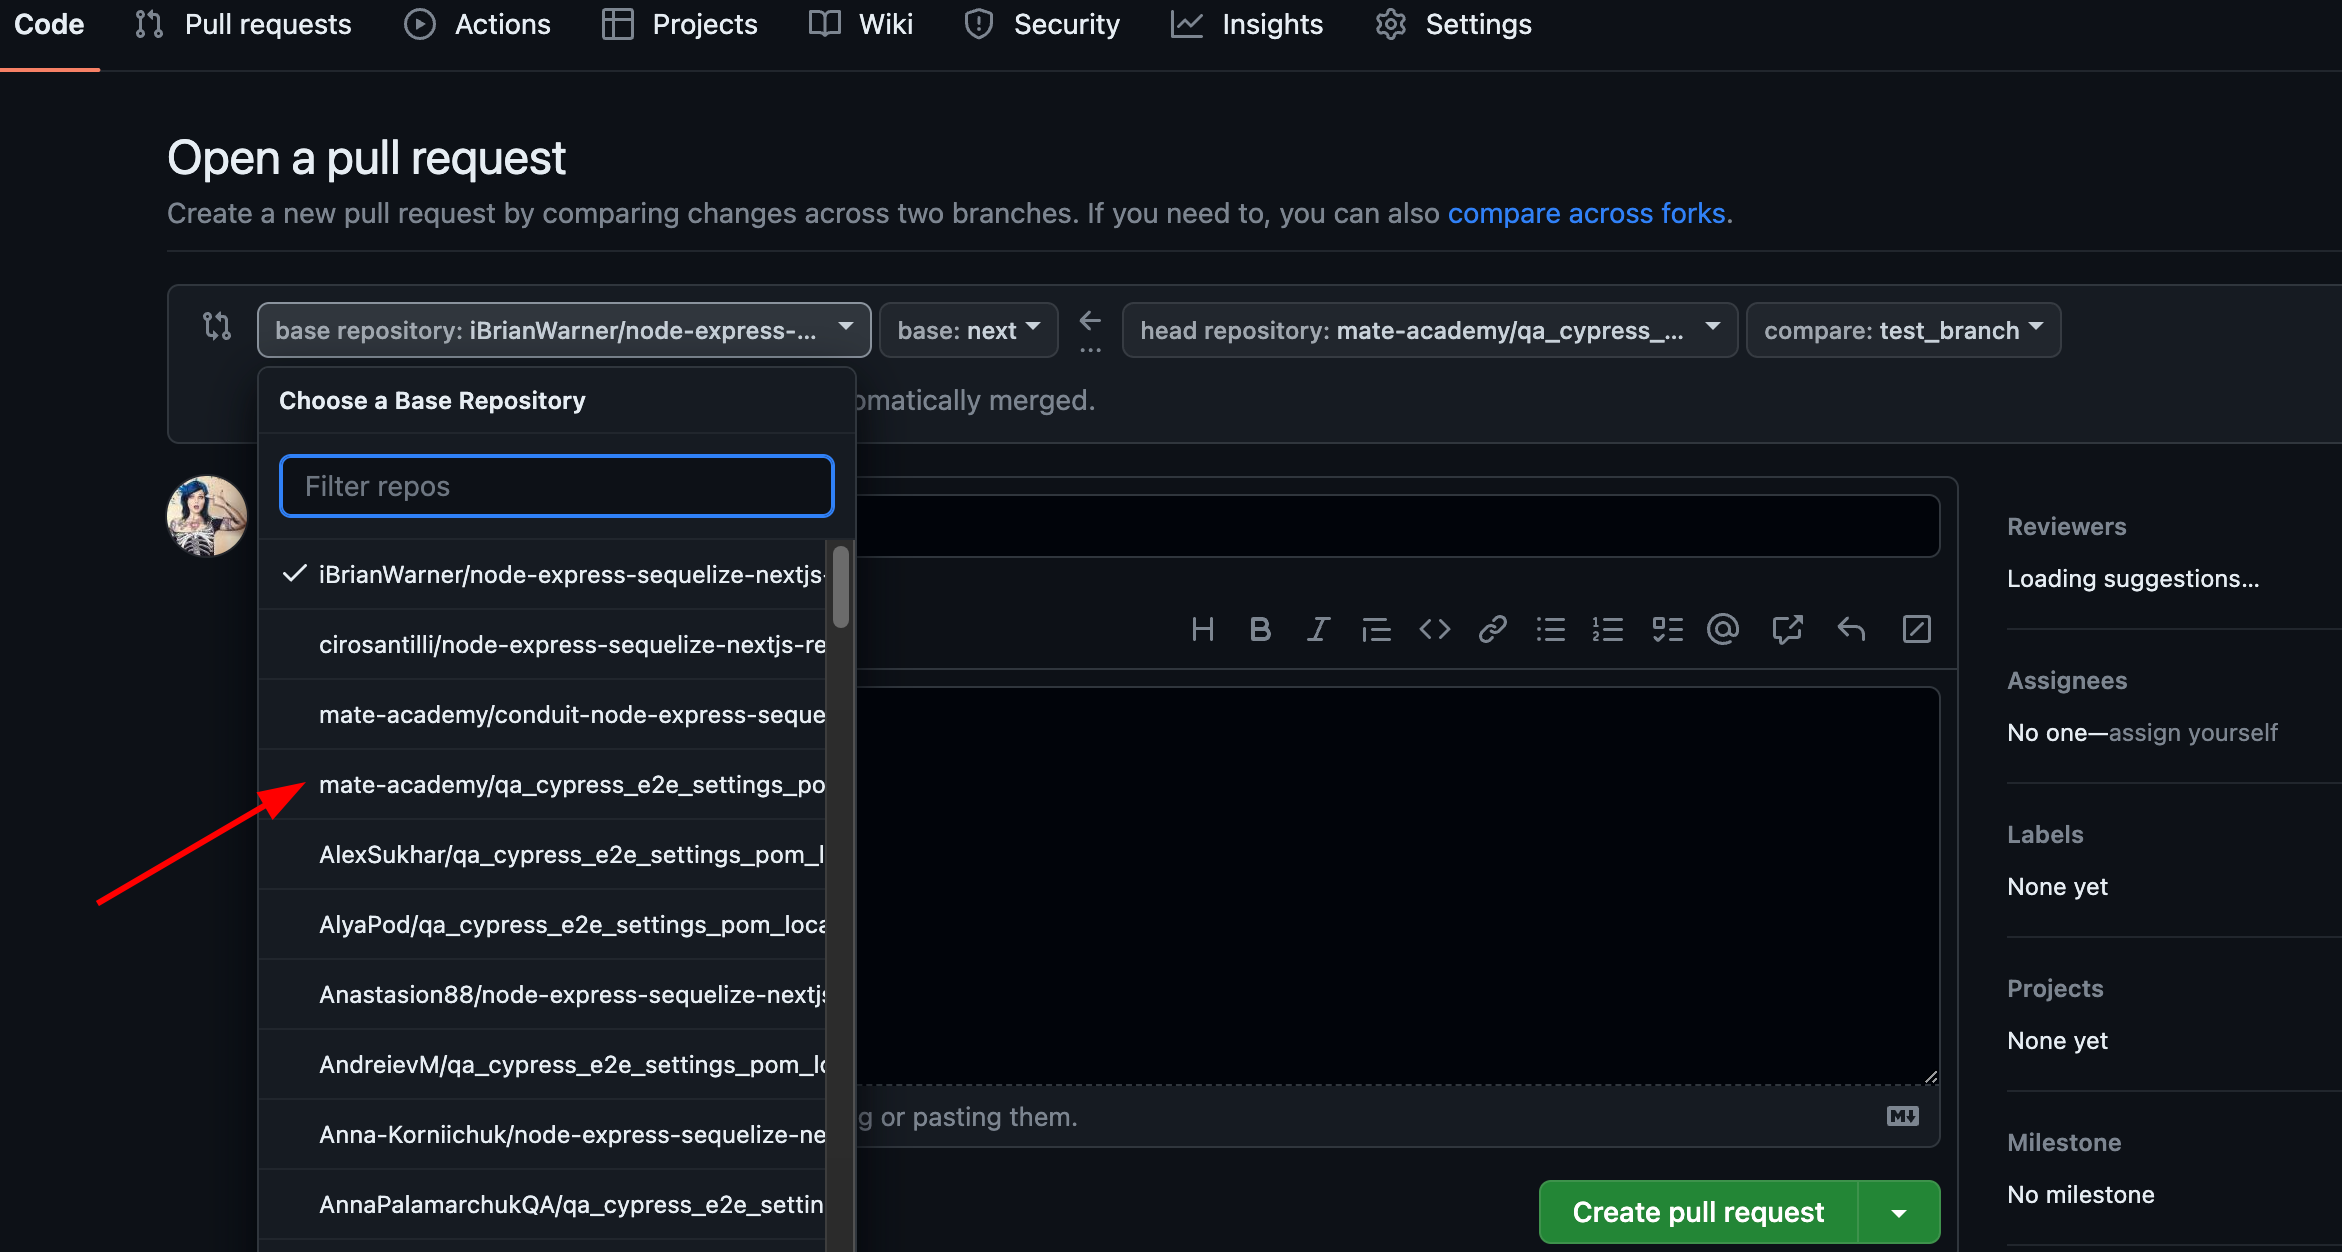 Code Pull requests Actions Projects Wiki Security Insights Settings
Open a pull request
Create a new pull request by comparing changes across two branches. If you need to, you can also compare across forks.
base repository: iBrianWarner/node-express-... base: next head repository: mate-academy/qa_cypress_... compare: test_branch
...
Choose a Base Repository
omatically merged.
Filter repos
iBrianWarner/node-express-sequelize-nextjs-
cirosantilli/node-express-sequelize-nextjs-re
mate-academy/conduit-node-express-seque
mate-academy/qa_cypress_e2e_settings_po
AlexSukhar/qa_cypress_e2e_settings_pom_l
AlyaPod/qa_cypress_e2e_settings_pom_loca
Anastasion88/node-express-sequelize-nextjs
AndreievM/qa_cypress_e2e_settings_pom_lo
Anna-Korniichuk/node-express-sequelize-ne
AnnaPalamarchukQA/qa_cypress_e2e_settin
g or pasting them.
Create pull request
Reviewers
Loading suggestions...
Assignees
No one—assign yourself
Labels
None yet
Projects
None yet
Milestone
No milestone